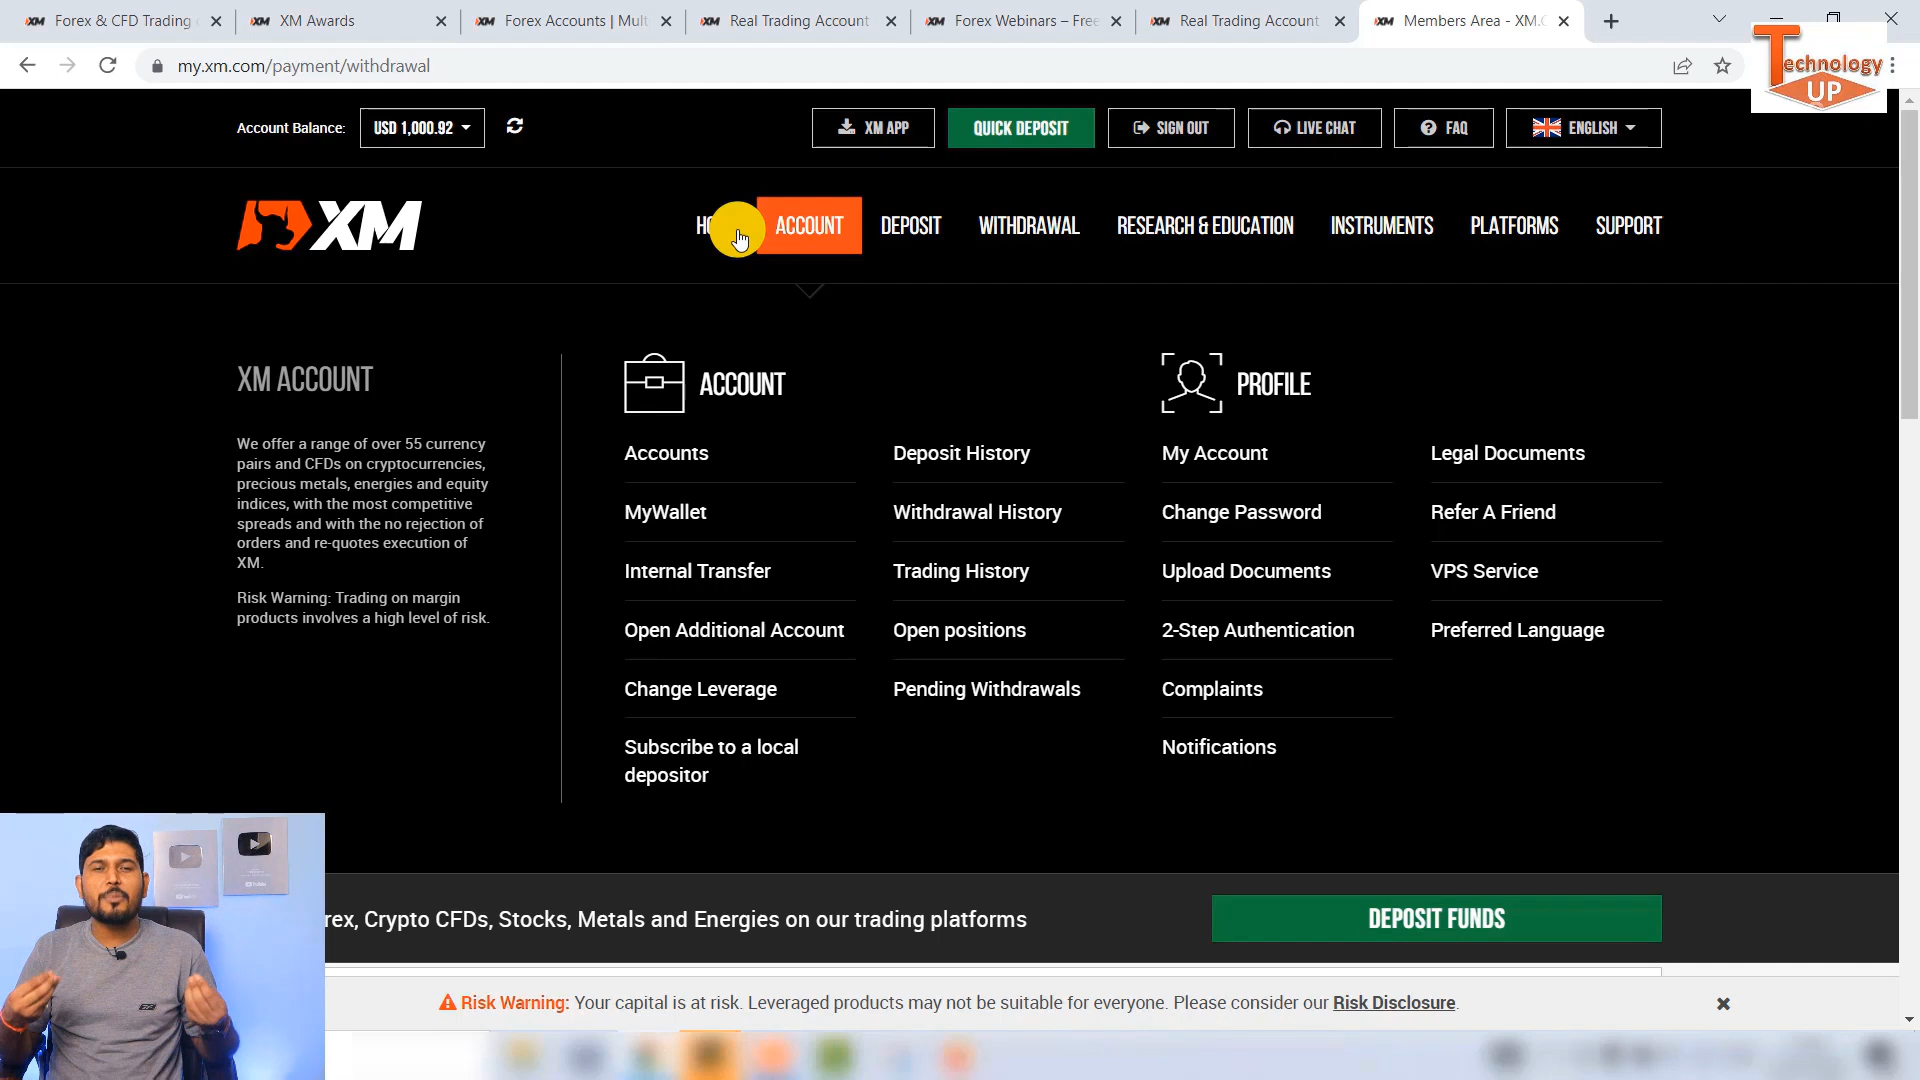 Forex & CFD Trading
XM Awards
Forex Accounts | Mult
Real Trading Account
Forex Webinars – Free
Real Trading Account
Members Area - XM.C
my.xm.com/payment/withdrawal
Technology
UP
Account Balance:
USD 1,000.92
XM APP
QUICK DEPOSIT
SIGN OUT
LIVE CHAT
FAQ
ENGLISH
XM
ACCOUNT
DEPOSIT
WITHDRAWAL
RESEARCH & EDUCATION
INSTRUMENTS
PLATFORMS
SUPPORT
XM ACCOUNT
We offer a range of over 55 currency
pairs and CFDs on cryptocurrencies,
precious metals, energies and equity
indices, with the most competitive
spreads and with the no rejection of
orders and re-quotes execution of
XM.
Risk Warning: Trading on margin
products involves a high level of risk.
ACCOUNT
Accounts
MyWallet
Internal Transfer
Open Additional Account
Change Leverage
Subscribe to a local
depositor
Deposit History
Withdrawal History
Trading History
Open positions
Pending Withdrawals
PROFILE
My Account
Change Password
Upload Documents
2-Step Authentication
Complaints
Notifications
Legal Documents
Refer A Friend
VPS Service
Preferred Language
rex, Crypto CFDs, Stocks, Metals and Energies on our trading platforms
DEPOSIT FUNDS
Risk Warning: Your capital is at risk. Leveraged products may not be suitable for everyone. Please consider our Risk Disclosure.